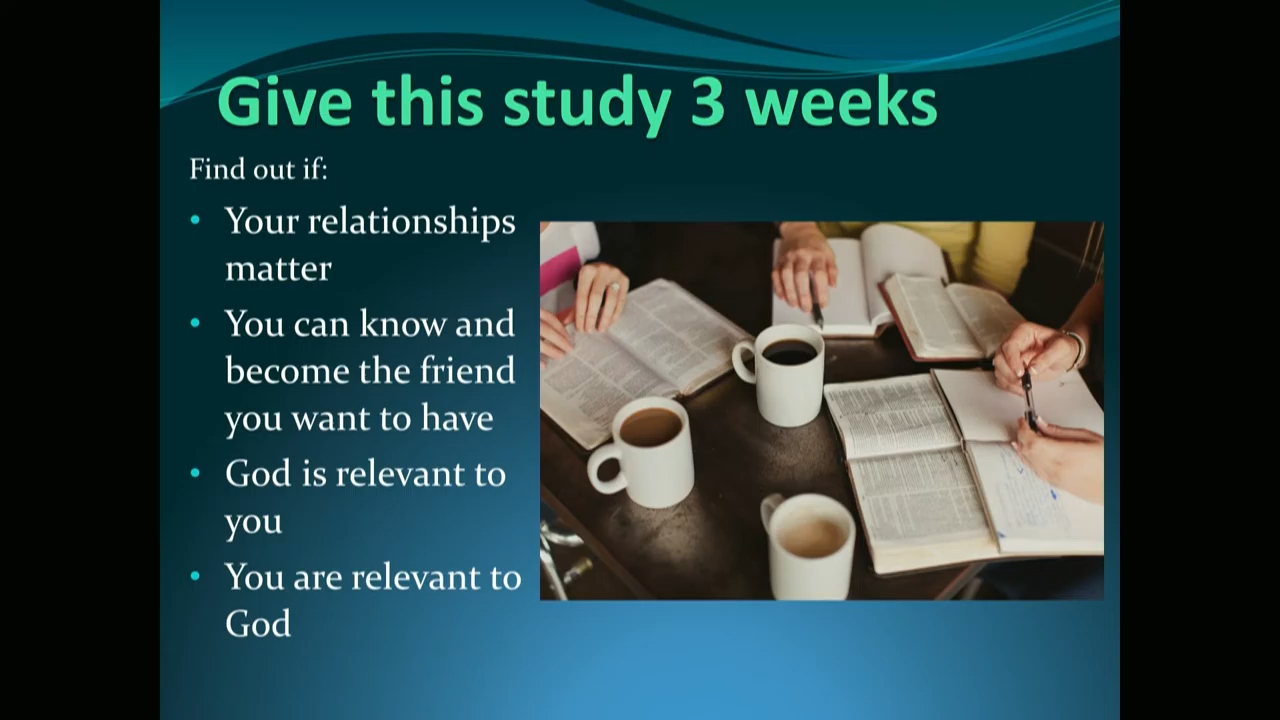 Give this study 3 weeks
Find out if:
• Your relationships
matter
• You can know and
become the friend
you want to have
• God is relevant to
you
• You are relevant to
God